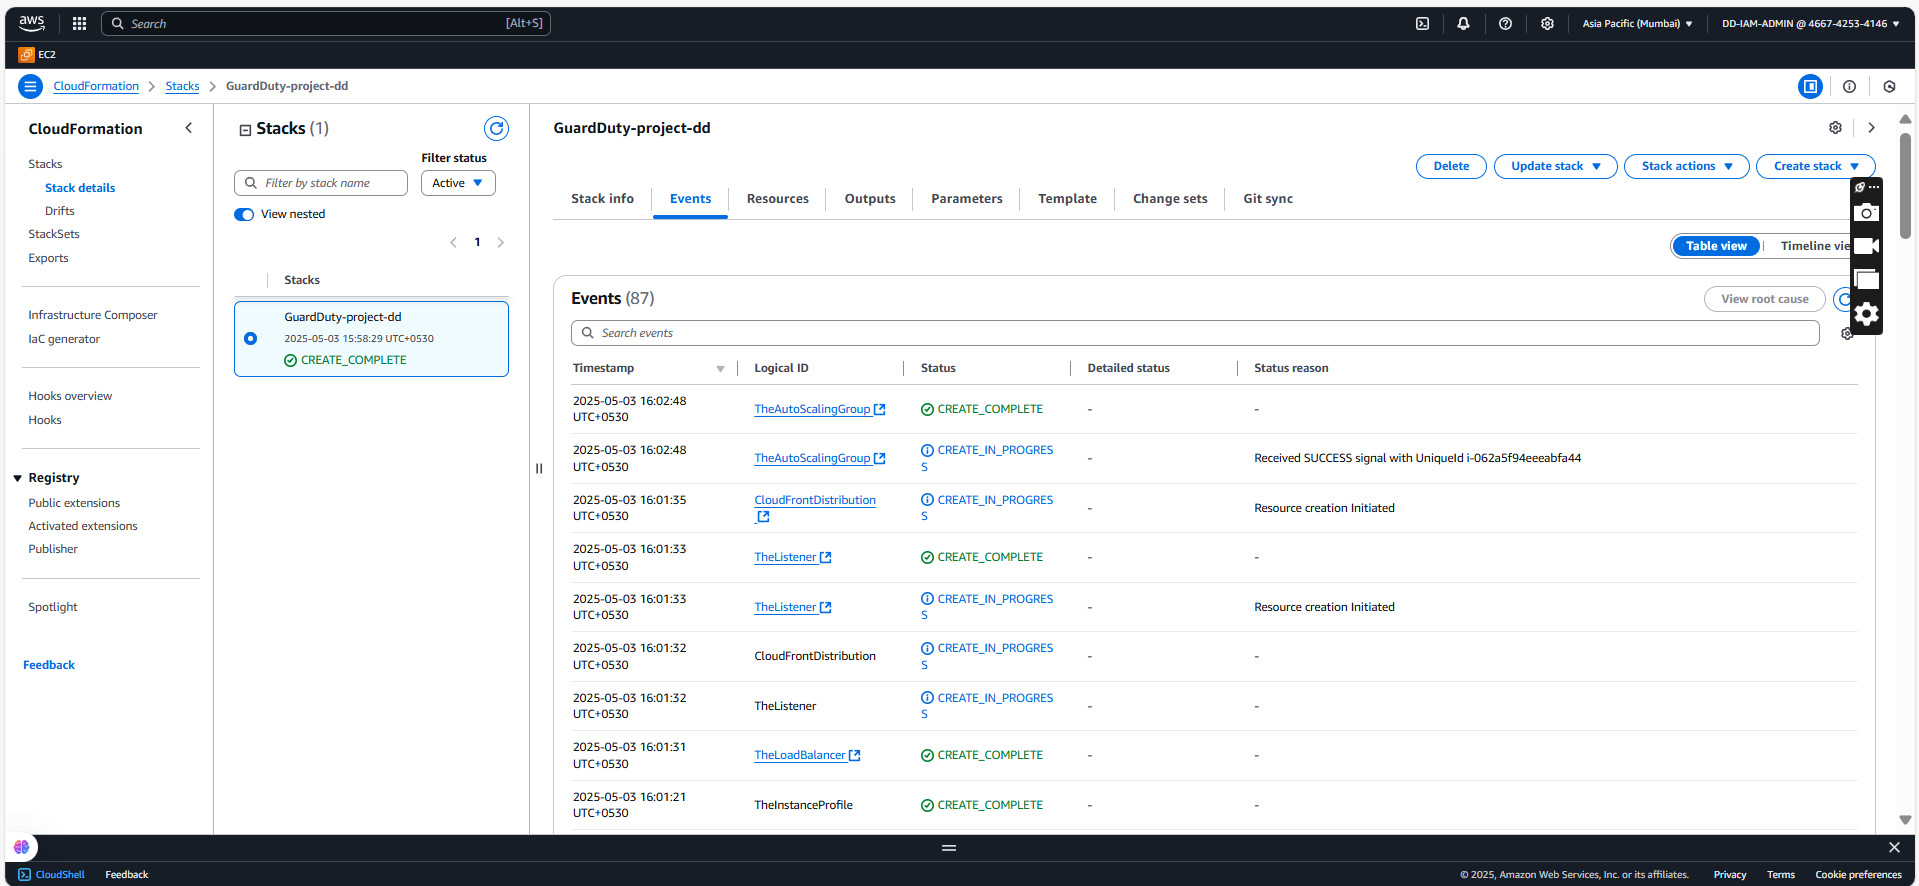 aws
Search [Alt+S]
Asia Pacific (Mumbai) ▼
DD-IAM-ADMIN @ 4667-4253-4146 ▼
EC2
CloudFormation > Stacks > GuardDuty-project-dd
CloudFormation
Stacks
Stack details
Drifts
StackSets
Exports
Infrastructure Composer
IaC generator
Hooks overview
Hooks
Registry
Public extensions
Activated extensions
Publisher
Spotlight
Feedback
Stacks (1)
Filter status
Filter by stack name
Active
View nested
1
Stacks
GuardDuty-project-dd
2025-05-03 15:58:29 UTC+0530
CREATE_COMPLETE
GuardDuty-project-dd
Delete Update stack Stack actions Create stack
Stack info Events Resources Outputs Parameters Template Change sets Git sync
Table view Timeline vie
Events (87)
View root cause
Search events
Timestamp Logical ID Status Detailed status Status reason
2025-05-03 16:02:48
UTC+0530
TheAutoScalingGroup
CREATE_COMPLETE
-
-
2025-05-03 16:02:48
UTC+0530
TheAutoScalingGroup
CREATE_IN_PROGRES
S
-
Received SUCCESS signal with UniqueId i-062a5f94eeeabfa44
2025-05-03 16:01:35
UTC+0530
CloudFrontDistribution
CREATE_IN_PROGRES
S
-
Resource creation Initiated
2025-05-03 16:01:33
UTC+0530
TheListener
CREATE_COMPLETE
-
-
2025-05-03 16:01:33
UTC+0530
TheListener
CREATE_IN_PROGRES
S
-
Resource creation Initiated
2025-05-03 16:01:32
UTC+0530
CloudFrontDistribution
CREATE_IN_PROGRES
S
-
-
2025-05-03 16:01:32
UTC+0530
TheListener
CREATE_IN_PROGRES
S
-
-
2025-05-03 16:01:31
UTC+0530
TheLoadBalancer
CREATE_COMPLETE
-
-
2025-05-03 16:01:21
UTC+0530
TheInstanceProfile
CREATE_COMPLETE
-
-
CloudShell Feedback
© 2025, Amazon Web Services, Inc. or its affiliates. Privacy Terms Cookie preferences